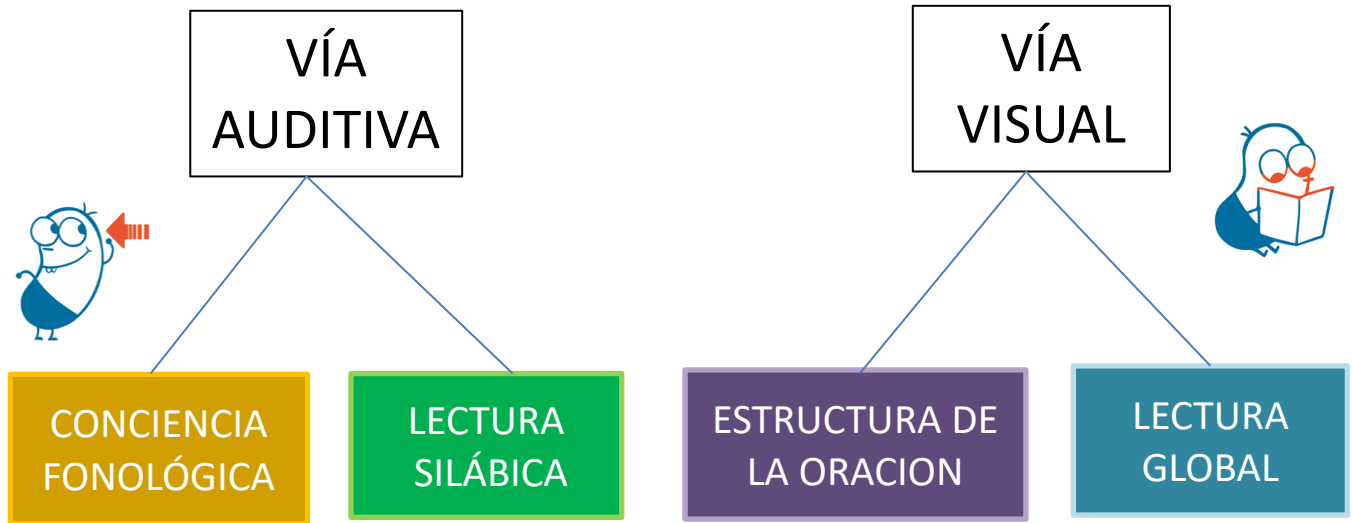 VÍA
AUDITIVA
VÍA
VISUAL
CONCIENCIA
FONOLÓGICA
LECTURA
SILÁBICA
ESTRUCTURA DE
LA ORACION
LECTURA
GLOBAL